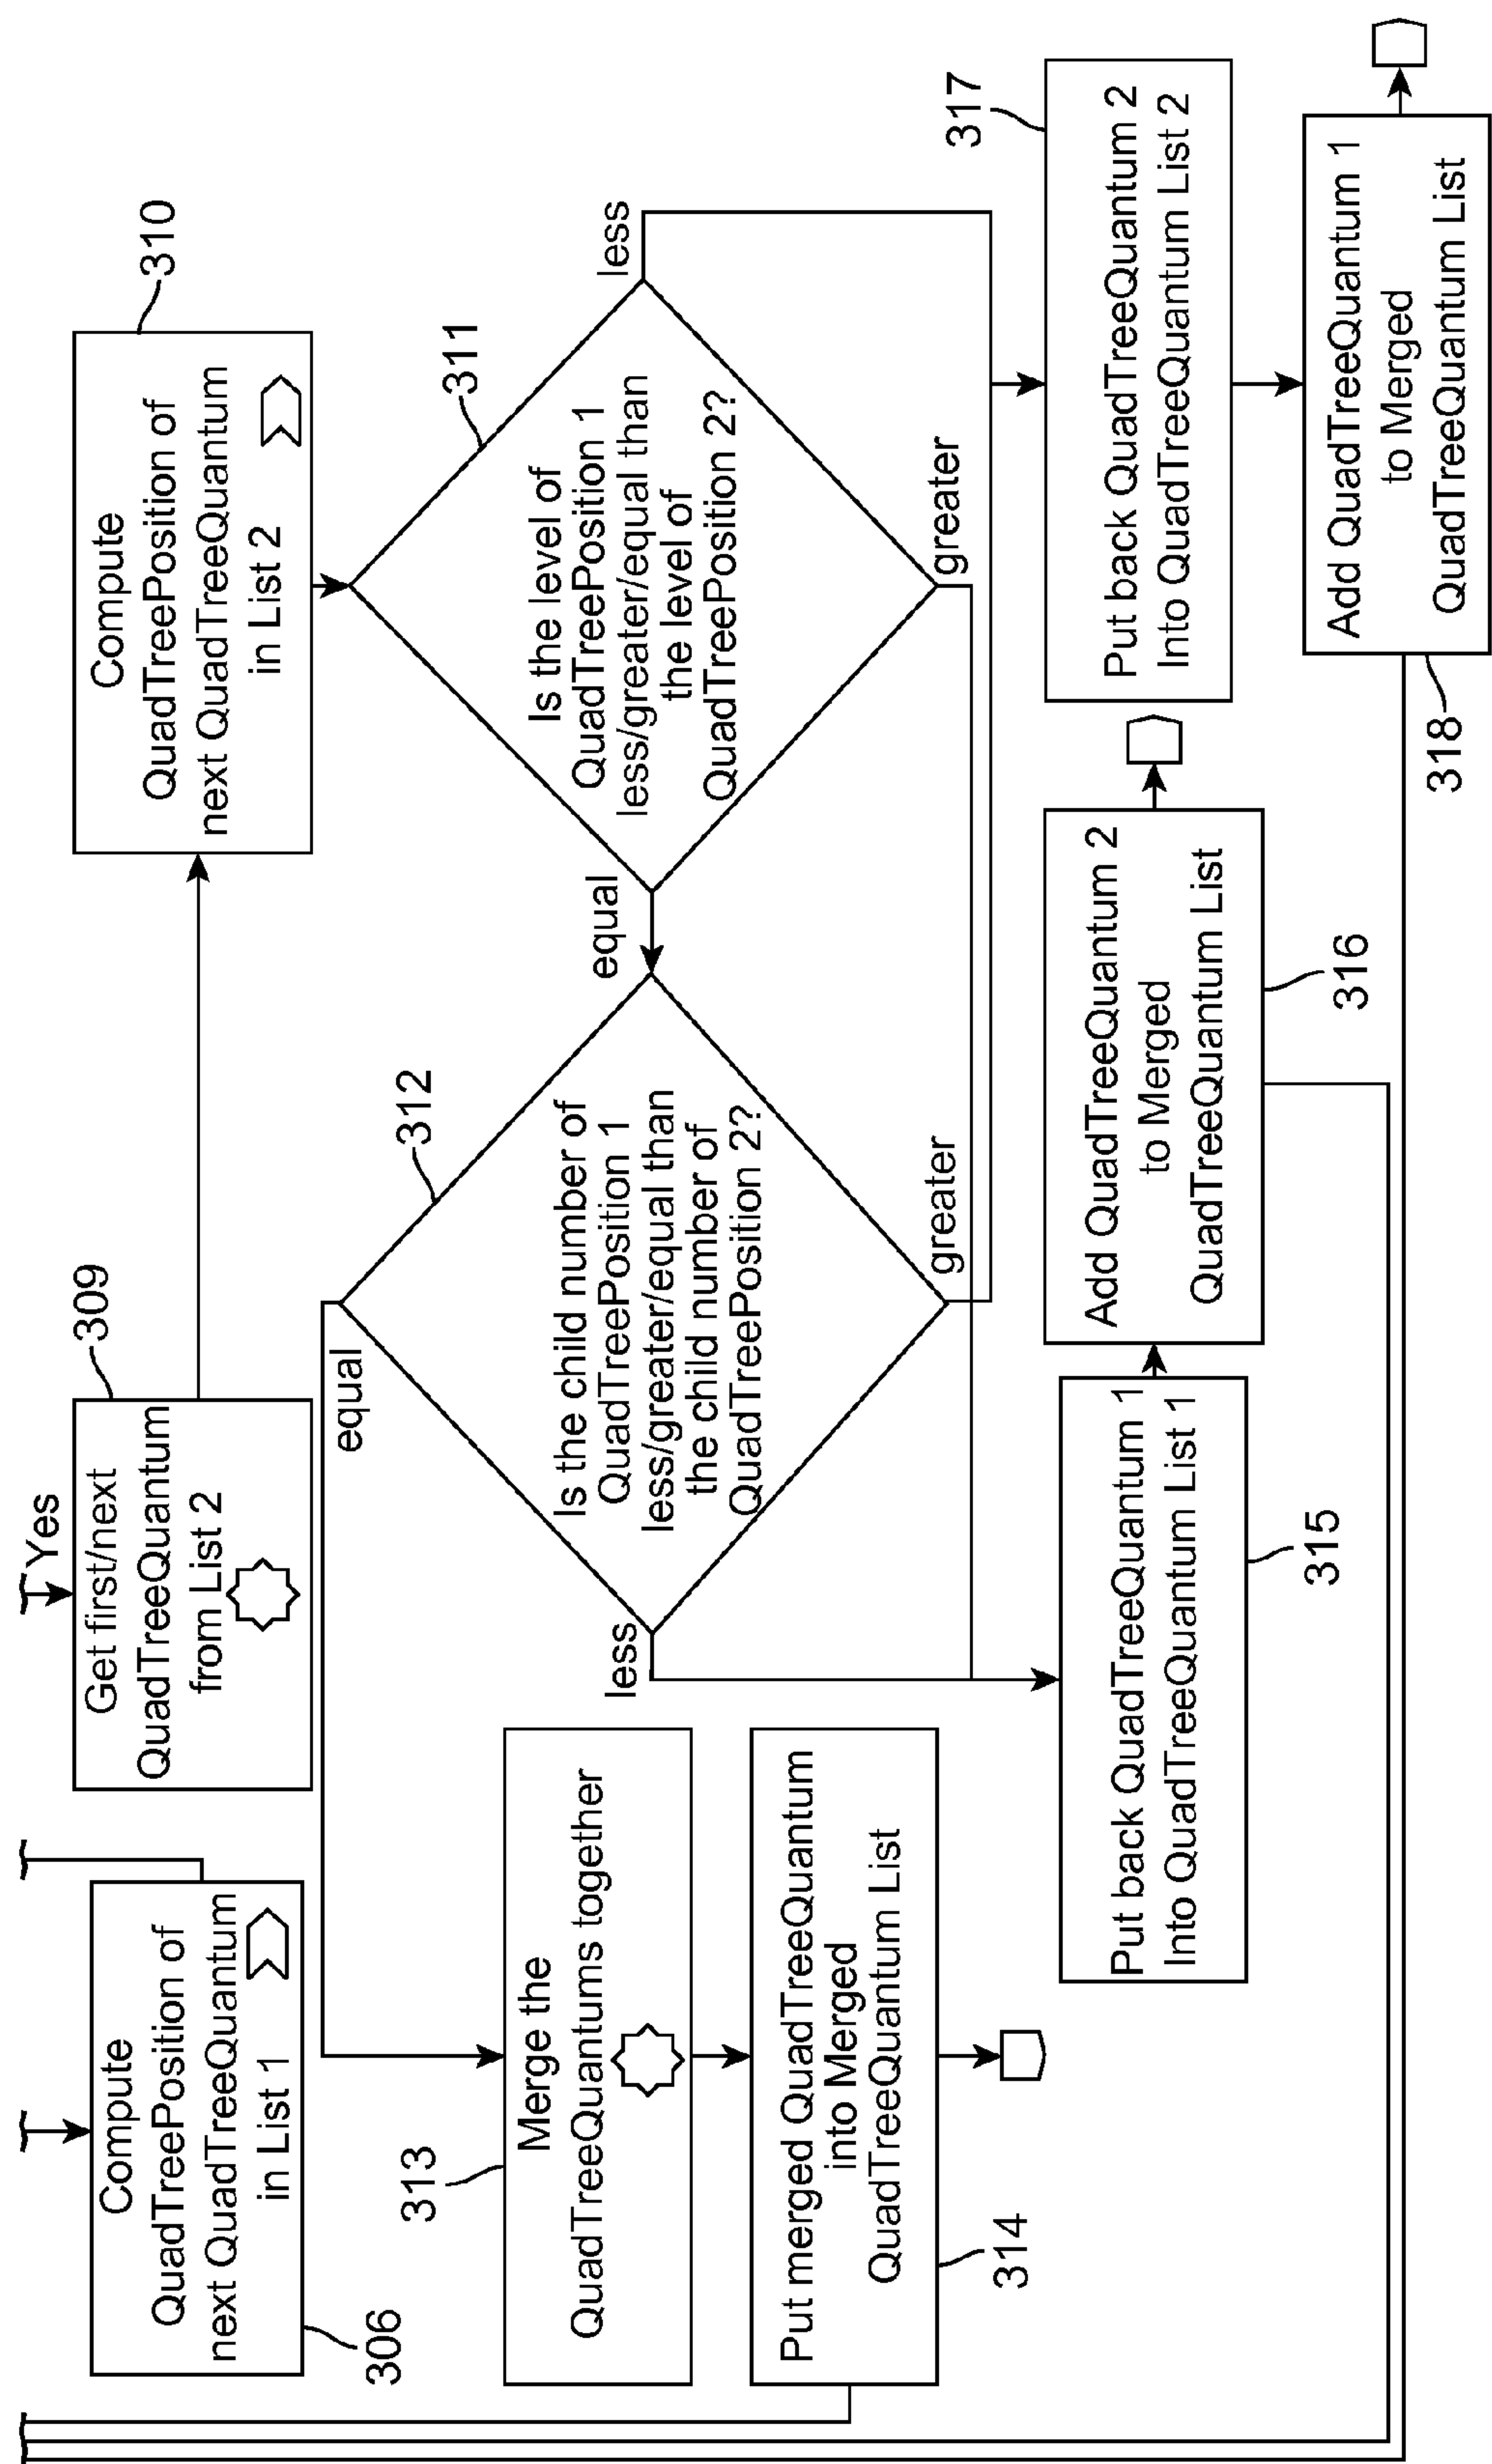 Compute
QuadTreePosition of
next QuadTreeQuantum
in List 1
306
Yes
Get first/next
QuadTreeQuantum
from List 2
309
Compute
QuadTreePosition of
next QuadTreeQuantum
in List 2
310
Is the level of
QuadTreePosition 1
less/greater/equal than
the level of
QuadTreePosition 2?
311
less
greater
equal
Is the child number of
QuadTreePosition 1
less/greater/equal than
the child number of
QuadTreePosition 2?
312
equal
less
greater
Merge the
QuadTreeQuantums together
313
Put merged QuadTreeQuantum
into Merged
QuadTreeQuantum List
314
Put back QuadTreeQuantum 1
Into QuadTreeQuantum List 1
315
Add QuadTreeQuantum 2
to Merged
QuadTreeQuantum List
316
Put back QuadTreeQuantum 2
Into QuadTreeQuantum List 2
317
Add QuadTreeQuantum 1
to Merged
QuadTreeQuantum List
318